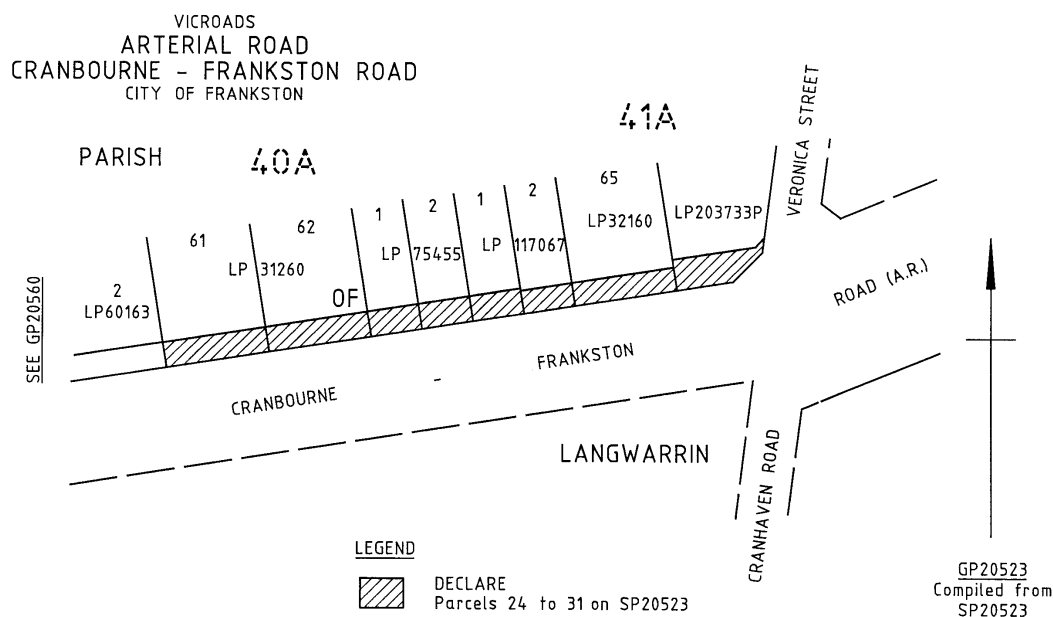 VICROADS
ARTERIAL ROAD
CRANBOURNE - FRANKSTON ROAD
CITY OF FRANKSTON
VERONICA STREET
41A
PARISH
40A
65
LP32160
LP203733P
1
2
1
2
LP 75455
LP 117067
61
62
LP 31260
OF
2
LP60163
SEE GP20560
ROAD (A.R.)
CRANBOURNE - FRANKSTON
LANGWARRIN
CRANHAVEN ROAD
LEGEND
DECLARE
Parcels 24 to 31 on SP20523
GP20523
Compiled from
SP20523